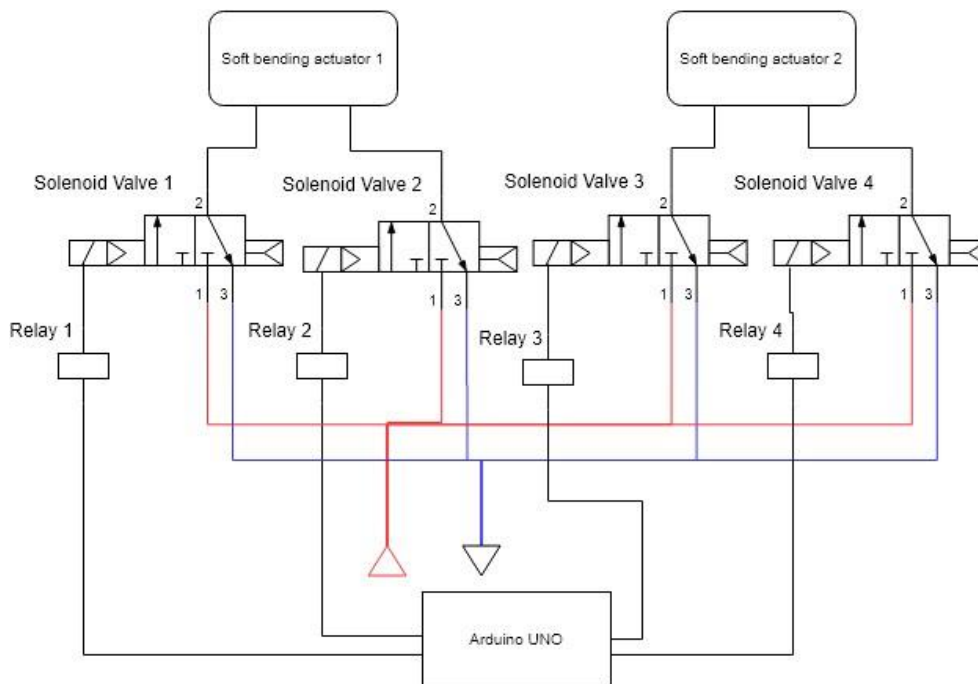 Soft bending actuator 1
Soft bending actuator 2
Solenoid Valve 1
Solenoid Valve 2
Solenoid Valve 3
Solenoid Valve 4
2
2
2
2
1 3
1 3
1 3
1 3
Relay 1
Relay 2
Relay 3
Relay 4
Arduino UNO